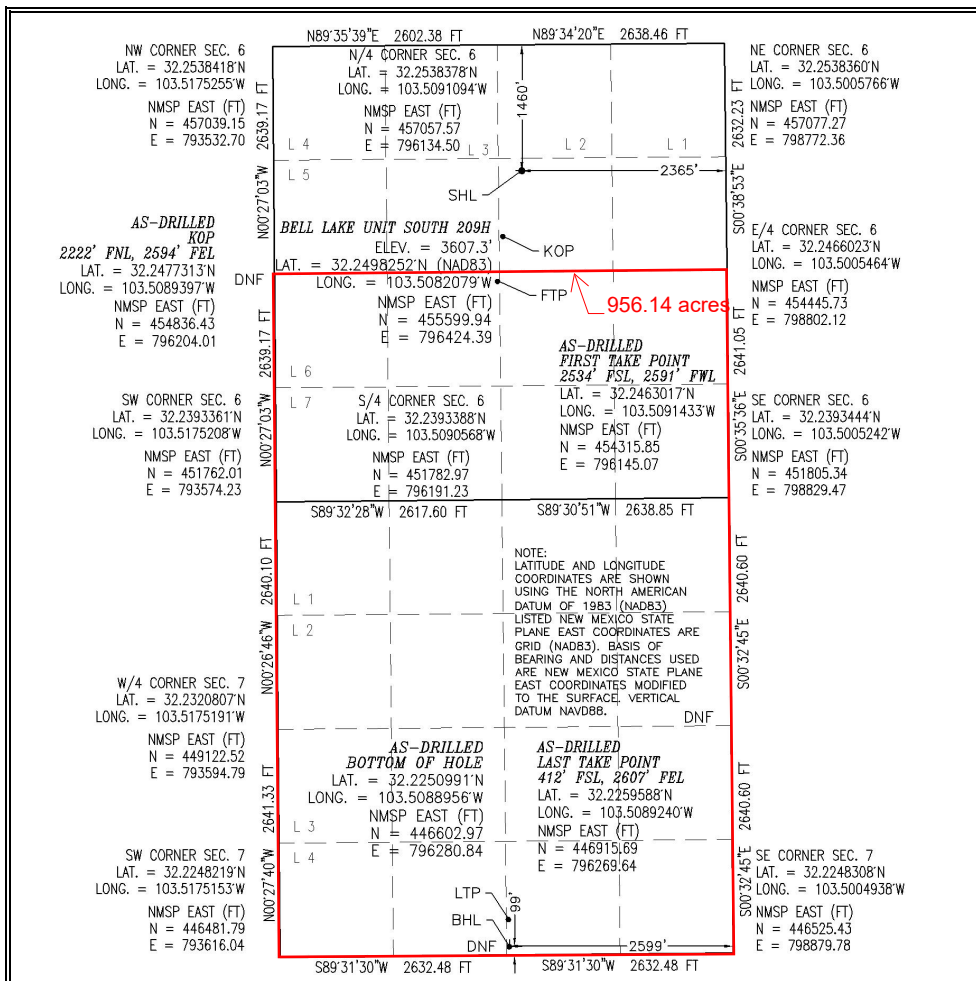 N89°35'39"E 2602.38 FT
N89°34'20"E 2638.46 FT
NW CORNER SEC. 6
LAT. = 32.2538418'N
LONG. = 103.5175255'W
NMSP EAST (FT)
N = 457039.15
E = 793532.70
N/4 CORNER SEC. 6
LAT. = 32.2538378'N
LONG. = 103.5091094'W
NMSP EAST (FT)
N = 457057.57
E = 796134.50
NE CORNER SEC. 6
LAT. = 32.2538360'N
LONG. = 103.5005766'W
NMSP EAST (FT)
N = 457077.27
E = 798772.36
2639.17 FT
N00°27'03"W
1460'
2632.23 FT
S00°38'53"E
L 4
L 3
L 2
L 1
L 5
2365'
SHL
AS-DRILLED
KOP
2222' FNL, 2594' FEL
LAT. = 32.2477313'N
LONG. = 103.5089397'W
NMSP EAST (FT)
N = 454836.43
E = 796204.01
BELL LAKE UNIT SOUTH 209H
ELEV. = 3607.3'
LAT. = 32.2498252'N (NAD83)
LONG. = 103.5082079'W
NMSP EAST (FT)
N = 455599.94
E = 796424.39
KOP
FTP
DNF
956.14 acres
E/4 CORNER SEC. 6
LAT. = 32.2466023'N
LONG. = 103.5005464'W
NMSP EAST (FT)
N = 454445.73
E = 798802.12
2639.17 FT
N00°27'03"W
L 6
L 7
AS-DRILLED
FIRST TAKE POINT
2534' FSL, 2591' FWL
LAT. = 32.2463017'N
LONG. = 103.5091433'W
NMSP EAST (FT)
N = 454315.85
E = 796145.07
2641.05 FT
S00°35'36"E
SW CORNER SEC. 6
LAT. = 32.2393361'N
LONG. = 103.5175208'W
NMSP EAST (FT)
N = 451762.01
E = 793574.23
S/4 CORNER SEC. 6
LAT. = 32.2393388'N
LONG. = 103.5090568'W
NMSP EAST (FT)
N = 451782.97
E = 796191.23
SE CORNER SEC. 6
LAT. = 32.2393444'N
LONG. = 103.5005242'W
NMSP EAST (FT)
N = 451805.34
E = 798829.47
S89°32'28"W 2617.60 FT
S89°30'51"W 2638.85 FT
2640.10 FT
N00°26'46"W
L 1
L 2
NOTE:
LATITUDE AND LONGITUDE
COORDINATES ARE SHOWN
USING THE NORTH AMERICAN
DATUM OF 1983 (NAD83)
LISTED NEW MEXICO STATE
PLANE EAST COORDINATES ARE
GRID (NAD83). BASIS OF
BEARING AND DISTANCES USED
ARE NEW MEXICO STATE PLANE
EAST COORDINATES MODIFIED
TO THE SURFACE. VERTICAL
DATUM NAVD88.
2640.60 FT
S00°32'45"E
DNF
W/4 CORNER SEC. 7
LAT. = 32.2320807'N
LONG. = 103.5175191'W
NMSP EAST (FT)
N = 449122.52
E = 793594.79
AS-DRILLED
BOTTOM OF HOLE
LAT. = 32.2250991'N
LONG. = 103.5088956'W
NMSP EAST (FT)
N = 446602.97
E = 796280.84
AS-DRILLED
LAST TAKE POINT
412' FSL, 2607' FEL
LAT. = 32.2259588'N
LONG. = 103.5089240'W
NMSP EAST (FT)
N = 446915.69
E = 796269.64
2641.33 FT
N00°27'40"W
L 3
L 4
2640.60 FT
S00°32'45"E
SW CORNER SEC. 7
LAT. = 32.2248219'N
LONG. = 103.5175153'W
NMSP EAST (FT)
N = 446481.79
E = 793616.04
LTP
BHL
DNF
99'
2599'
SE CORNER SEC. 7
LAT. = 32.2248308'N
LONG. = 103.5004938'W
NMSP EAST (FT)
N = 446525.43
E = 798879.78
S89°31'30"W 2632.48 FT
S89°31'30"W 2632.48 FT